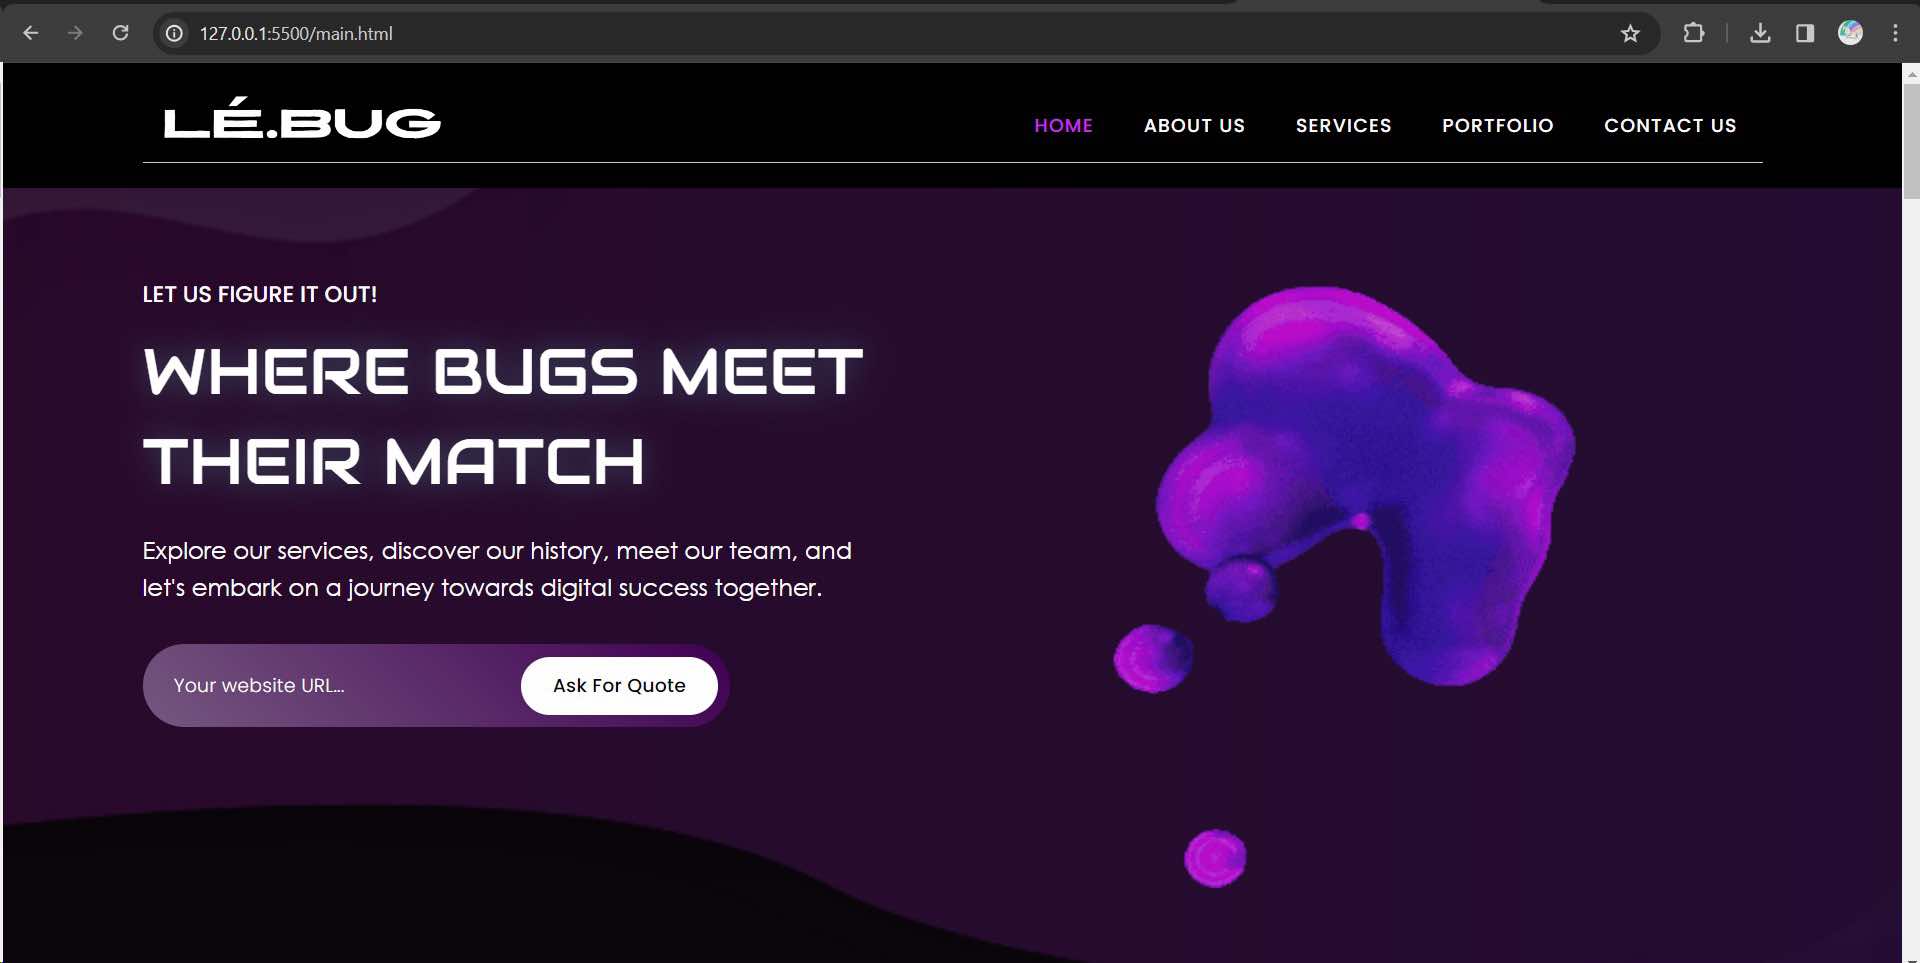 127.0.0.1:5500/main.html
LÉ.BUG
HOME ABOUT US SERVICES PORTFOLIO CONTACT US
LET US FIGURE IT OUT!
WHERE BUGS MEET
THEIR MATCH
Explore our services, discover our history, meet our team, and
let's embark on a journey towards digital success together.
Your website URL... Ask For Quote